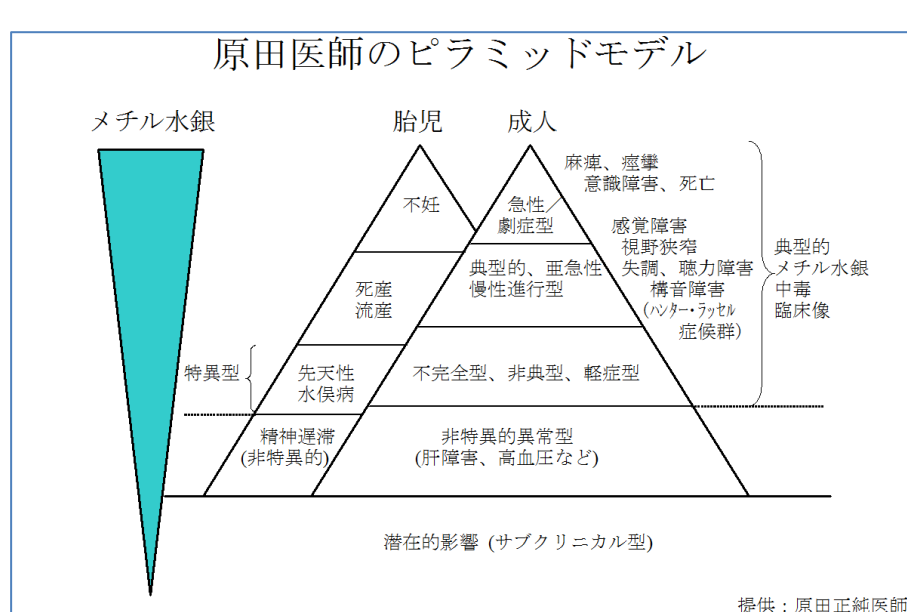 原田医師のピラミッドモデル
メチル水銀
胎児
成人
麻痺、痙攣
意識障害、死亡
不妊
急性／
劇症型
感覚障害
視野狭窄
失調、聴力障害
構音障害
(ハンター・ラッセル
症候群)
典型的
メチル水銀
中毒
臨床像
死産
流産
典型的、亜急性
慢性進行型
特異型
先天性
水俣病
不完全型、非典型、軽症型
精神遅滞
(非特異的)
非特異的異常型
(肝障害、高血圧など)
潜在的影響 (サブクリニカル型)
提供：原田正純医師